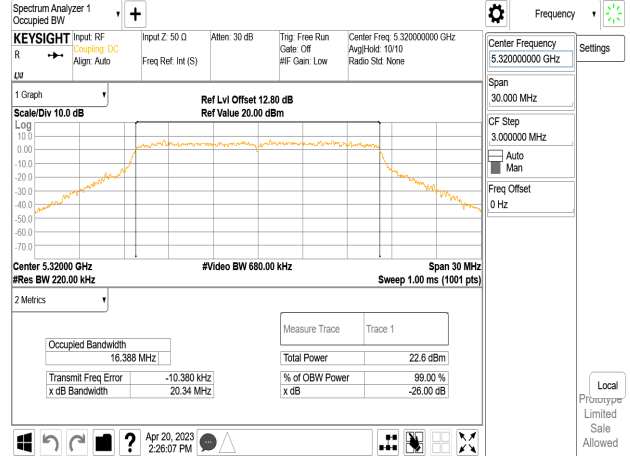 Spectrum Analyzer 1
Occupied BW
▼
+
Frequency
▼
KEYSIGHT
R
LXI
Input: RF
Coupling: DC
Align: Auto
Input Z: 50 Ω
Freq Ref: Int (S)
Atten: 30 dB
Trig: Free Run
Gate: Off
#IF Gain: Low
Center Freq: 5.320000000 GHz
Avg|Hold: 10/10
Radio Std: None
Center Frequency
5.320000000 GHz
Settings
Span
30.000 MHz
CF Step
3.000000 MHz
Auto
Man
Freq Offset
0 Hz
1 Graph
▼
Scale/Div 10.0 dB
Ref Lvl Offset 12.80 dB
Ref Value 20.00 dBm
Log
10.0
0.00
-10.0
-20.0
-30.0
-40.0
-50.0
-60.0
-70.0
Center 5.32000 GHz
#Res BW 220.00 kHz
#Video BW 680.00 kHz
Span 30 MHz
Sweep 1.00 ms (1001 pts)
2 Metrics
▼
Measure Trace
Trace 1
Occupied Bandwidth
16.388 MHz
Total Power
22.6 dBm
Transmit Freq Error
-10.380 kHz
% of OBW Power
99.00 %
x dB Bandwidth
20.34 MHz
x dB
-26.00 dB
Local
Prototype
Limited
Sale
Allowed
?
Apr 20, 2023
2:26:07 PM